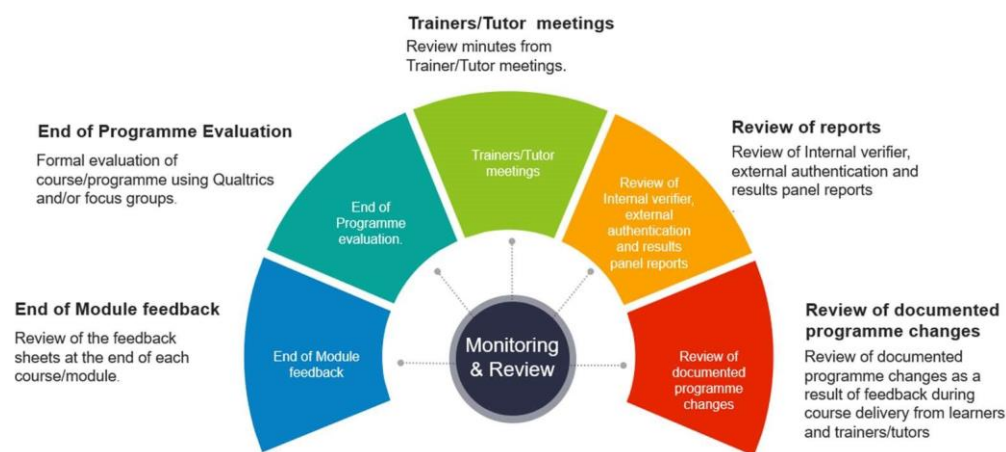 Trainers/Tutor meetings
Review minutes from
Trainer/Tutor meetings.
End of Programme Evaluation
Formal evaluation of
course/programme using Qualtrics
and/or focus groups.
Review of reports
Review of Internal verifier,
external authentication and
results panel reports
.
End of Module feedback
Review of the feedback
sheets at the end of each
course/module.
Review of documented
programme changes
Review of documented
programme changes as a
result of feedback during
course delivery from learners
and trainers/tutors
End of Module
feedback
End of
Programme
evaluation.
Trainers/Tutor
meetings
Review of
Internal verifier,
external
authentication
and results
panel reports
Review of
documented
programme
changes
Monitoring
& Review